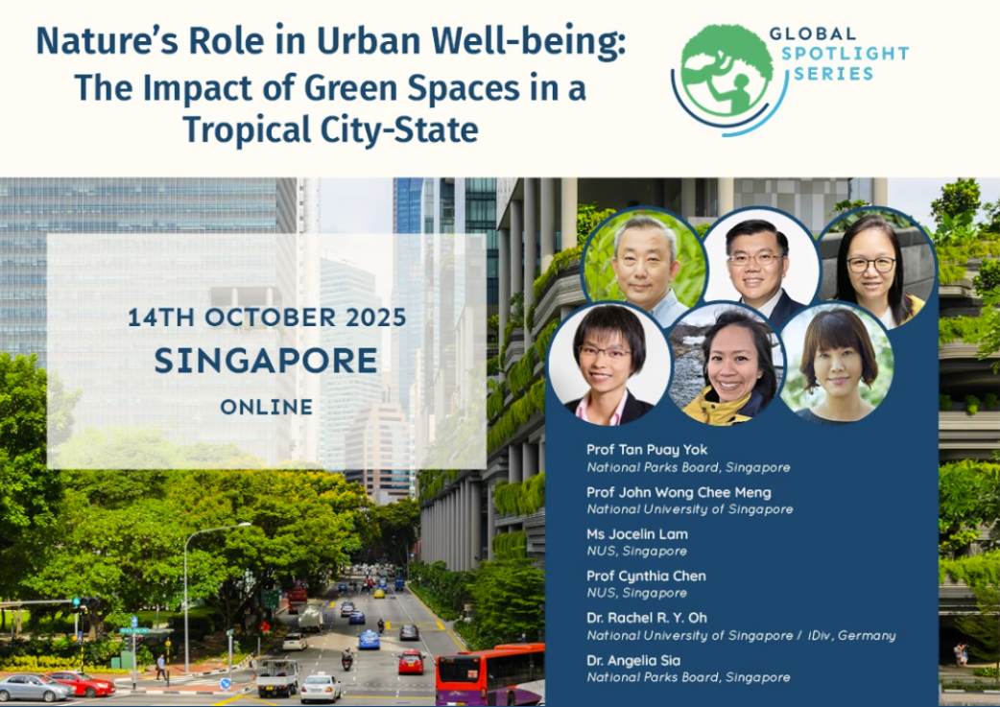 Nature's Role in Urban Well-being:
The Impact of Green Spaces in a
Tropical City-State
GLOBAL
SPOTLIGHT
SERIES
14TH OCTOBER 2025
SINGAPORE
ONLINE
Prof Tan Puay Yok
National Parks Board, Singapore
Prof John Wong Chee Meng
National University of Singapore
Ms Jocelin Lam
NUS, Singapore
Prof Cynthia Chen
NUS, Singapore
Dr. Rachel R. Y. Oh
National University of Singapore / IDiv, Germany
Dr. Angelia Sia
National Parks Board, Singapore